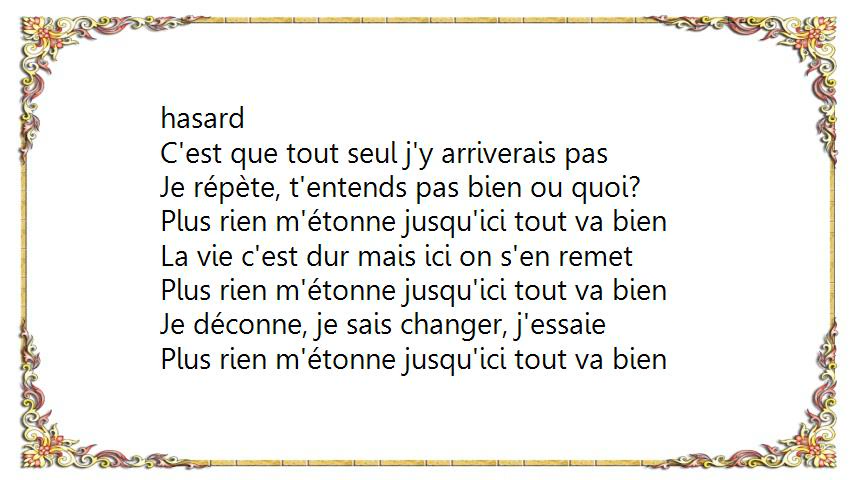 hasard
C'est que tout seul j'y arriverais pas
Je répète, t'entends pas bien ou quoi?
Plus rien m'étonne jusqu'ici tout va bien
La vie c'est dur mais ici on s'en remet
Plus rien m'étonne jusqu'ici tout va bien
Je déconne, je sais changer, j'essaie
Plus rien m'étonne jusqu'ici tout va bien